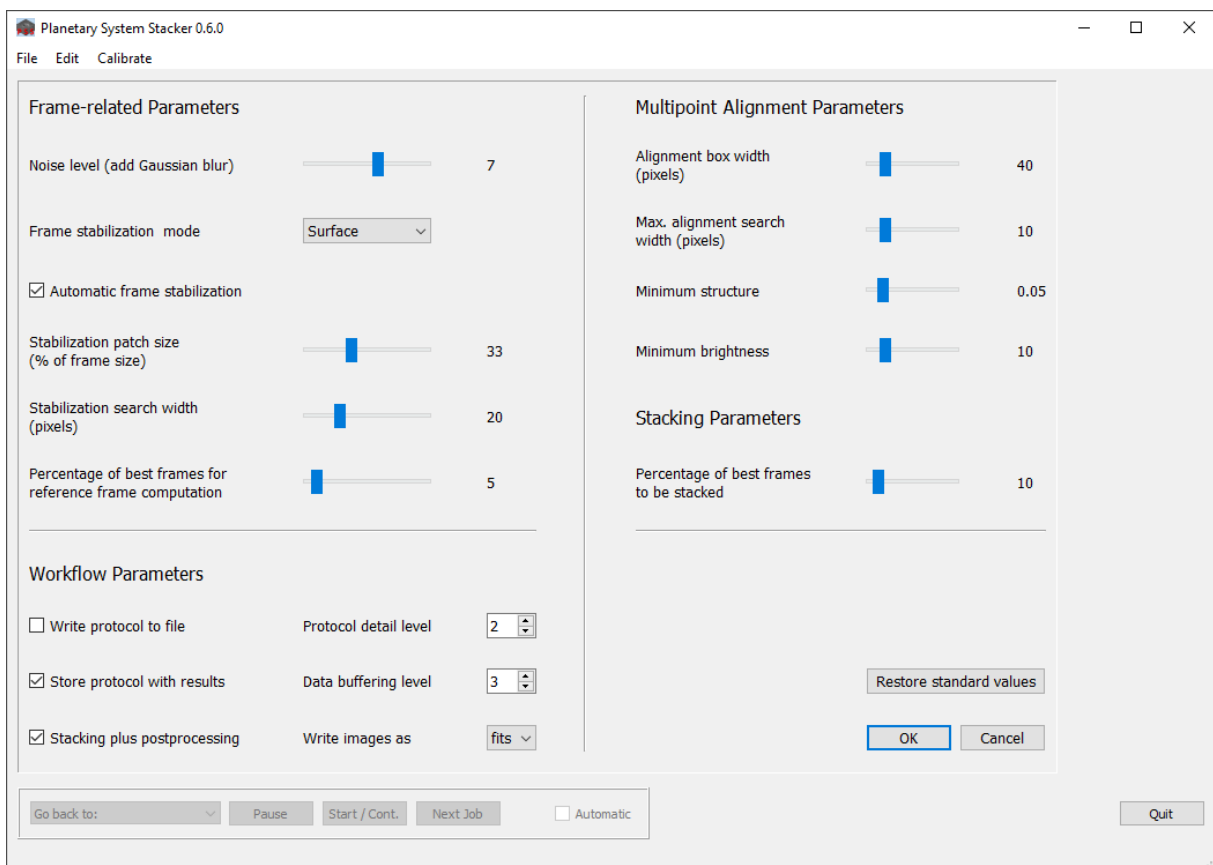 Planetary System Stacker 0.6.0
File Edit Calibrate
Frame-related Parameters
Noise level (add Gaussian blur) 7
Frame stabilization mode Surface
Automatic frame stabilization
Stabilization patch size
(% of frame size) 33
Stabilization search width
(pixels) 20
Percentage of best frames for
reference frame computation 5
Workflow Parameters
Write protocol to file Protocol detail level 2
Store protocol with results Data buffering level 3
Stacking plus postprocessing Write images as fits
Multipoint Alignment Parameters
Alignment box width
(pixels) 40
Max. alignment search
width (pixels) 10
Minimum structure 0.05
Minimum brightness 10
Stacking Parameters
Percentage of best frames
to be stacked 10
Restore standard values
OK Cancel
Go back to: Pause Start / Cont. Next Job Automatic Quit